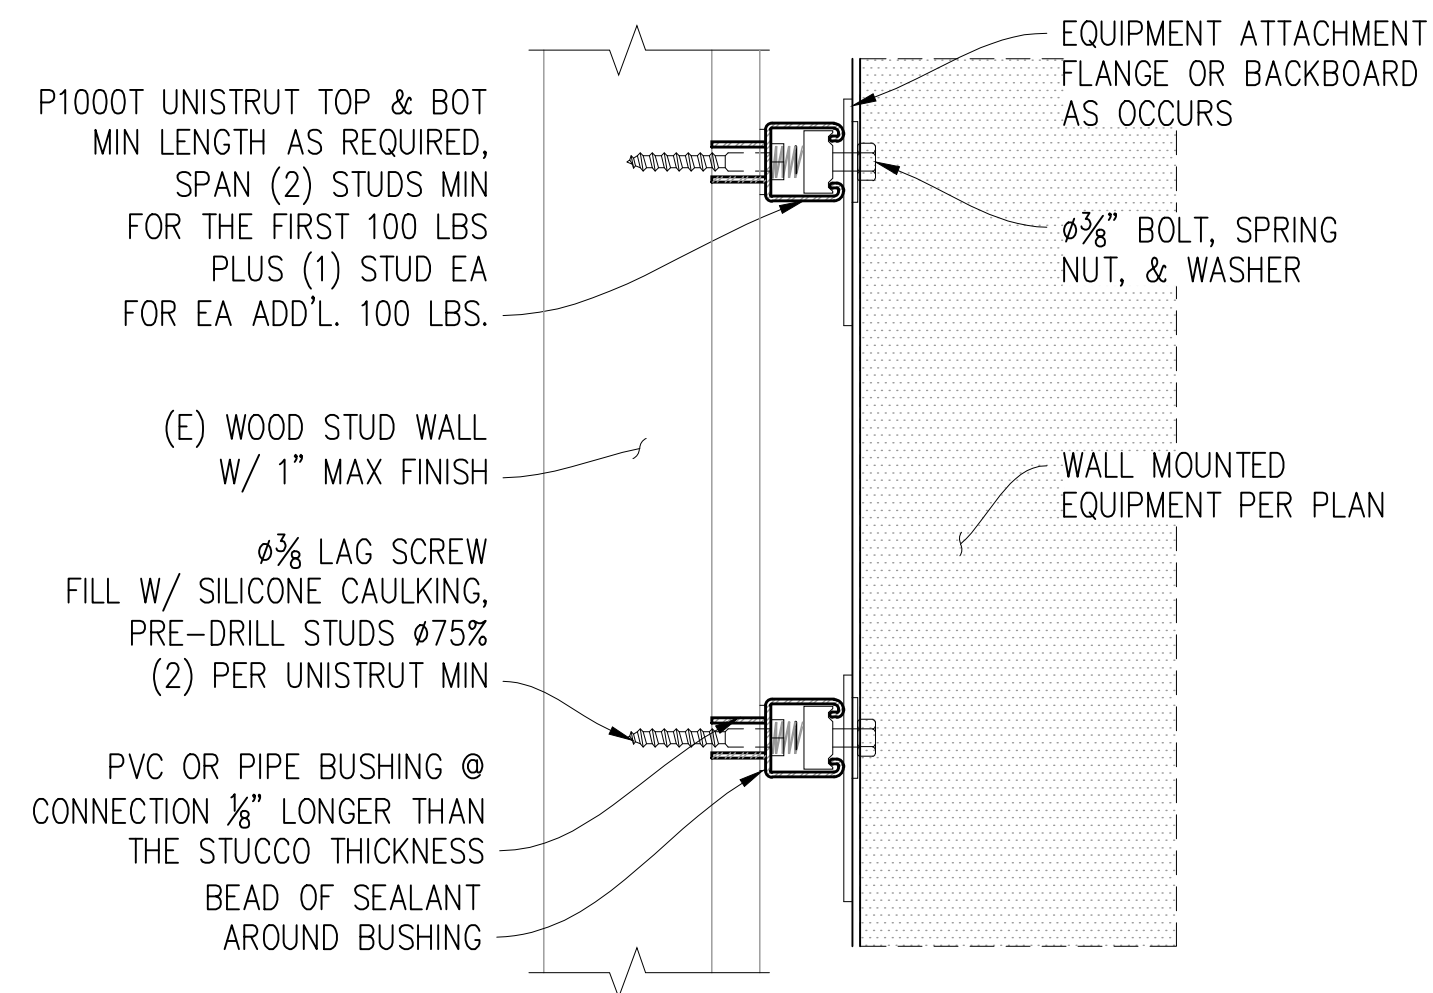 P1000T UNISTRUT TOP & BOT
MIN LENGTH AS REQUIRED,
SPAN (2) STUDS MIN
FOR THE FIRST 100 LBS
PLUS (1) STUD EA
FOR EA ADD'L. 100 LBS.
(E) WOOD STUD WALL
W/ 1" MAX FINISH
ø3/8 LAG SCREW
FILL W/ SILICONE CAULKING,
PRE-DRILL STUDS ø75%
(2) PER UNISTRUT MIN
PVC OR PIPE BUSHING @
CONNECTION 1/8" LONGER THAN
THE STUCCO THICKNESS
BEAD OF SEALANT
AROUND BUSHING
EQUIPMENT ATTACHMENT
FLANGE OR BACKBOARD
AS OCCURS
ø3/8" BOLT, SPRING
NUT, & WASHER
WALL MOUNTED
EQUIPMENT PER PLAN